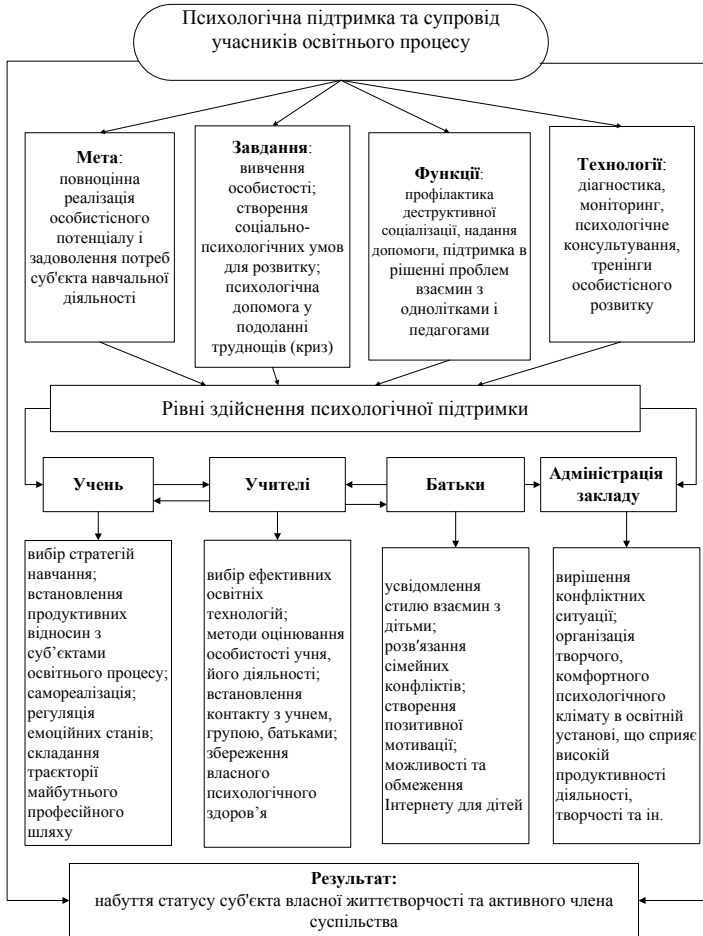 Психологічна підтримка та супровід
учасників освітнього процесу
Мета:
повноцінна
реалізація
особистісного
потенціалу і
задоволення потреб
суб'єкта навчальної
діяльності
Завдання:
вивчення
особистості;
створення
соціально-
психологічних умов
для розвитку;
психологічна
допомога у
подоланні
труднощів (криз)
Функції:
профілактика
деструктивної
соціалізації, надання
допомоги, підтримка в
рішенні проблем
взаємин з
однолітками і
педагогами
Технології:
діагностика,
моніторинг,
психологічне
консультування,
тренінги
особистісного
розвитку
Рівні здійснення психологічної підтримки
Учень
Учителі
Батьки
Адміністрація
закладу
вибір стратегій
навчання;
встановлення
продуктивних
відносин з
суб’єктами
освітнього процесу;
самореалізація;
регуляція
емоційних станів;
складання
траєкторії
майбутнього
професійного
шляху
вибір ефективних
освітніх
технологій;
методи оцінювання
особистості учня,
його діяльності;
встановлення
контакту з учнем,
групою, батьками;
збереження
власного
психологічного
здоров’я
усвідомлення
стилю взаємин з
дітьми;
розв'язання
сімейних
конфліктів;
створення
позитивної
мотивації;
можливості та
обмеження
Інтернету для дітей
вирішення
конфліктних
ситуації;
організація
творчого,
комфортного
психологічного
клімату в освітній
установі, що сприяє
високій
продуктивності
діяльності,
творчості та ін.
Результат:
набуття статусу суб'єкта власної життєтворчості та активного члена
суспільства